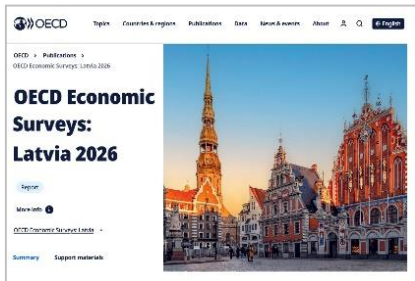 OECD
Topics Countries & regions Publications Data News & events About English
OECD > Publications >
OECD Economic Surveys: Latvia 2026
OECD Economic
Surveys:
Latvia 2026
Report
More info
OECD Economic Surveys: Latvia
Summary Support materials